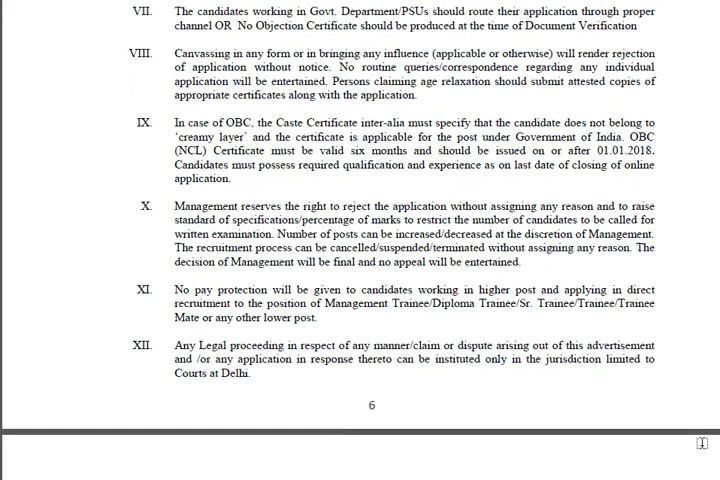 VII. The candidates working in Govt. Department/PSUs should route their application through proper
channel OR No Objection Certificate should be produced at the time of Document Verification
VIII. Canvassing in any form or in bringing any influence (applicable or otherwise) will render rejection
of application without notice. No routine queries/correspondence regarding any individual
application will be entertained. Persons claiming age relaxation should submit attested copies of
appropriate certificates along with the application.
IX. In case of OBC, the Caste Certificate inter-alia must specify that the candidate does not belong to
‘creamy layer’ and the certificate is applicable for the post under Government of India. OBC
(NCL) Certificate must be valid six months and should be issued on or after 01.01.2018.
Candidates must possess required qualification and experience as on last date of closing of online
application.
X. Management reserves the right to reject the application without assigning any reason and to raise
standard of specifications/percentage of marks to restrict the number of candidates to be called for
written examination. Number of posts can be increased/decreased at the discretion of Management.
The recruitment process can be cancelled/suspended/terminated without assigning any reason. The
decision of Management will be final and no appeal will be entertained.
XI. No pay protection will be given to candidates working in higher post and applying in direct
recruitment to the position of Management Trainee/Diploma Trainee/Sr. Trainee/Trainee/Trainee
Mate or any other lower post.
XII. Any Legal proceeding in respect of any manner/claim or dispute arising out of this advertisement
and /or any application in response thereto can be instituted only in the jurisdiction limited to
Courts at Delhi.
6